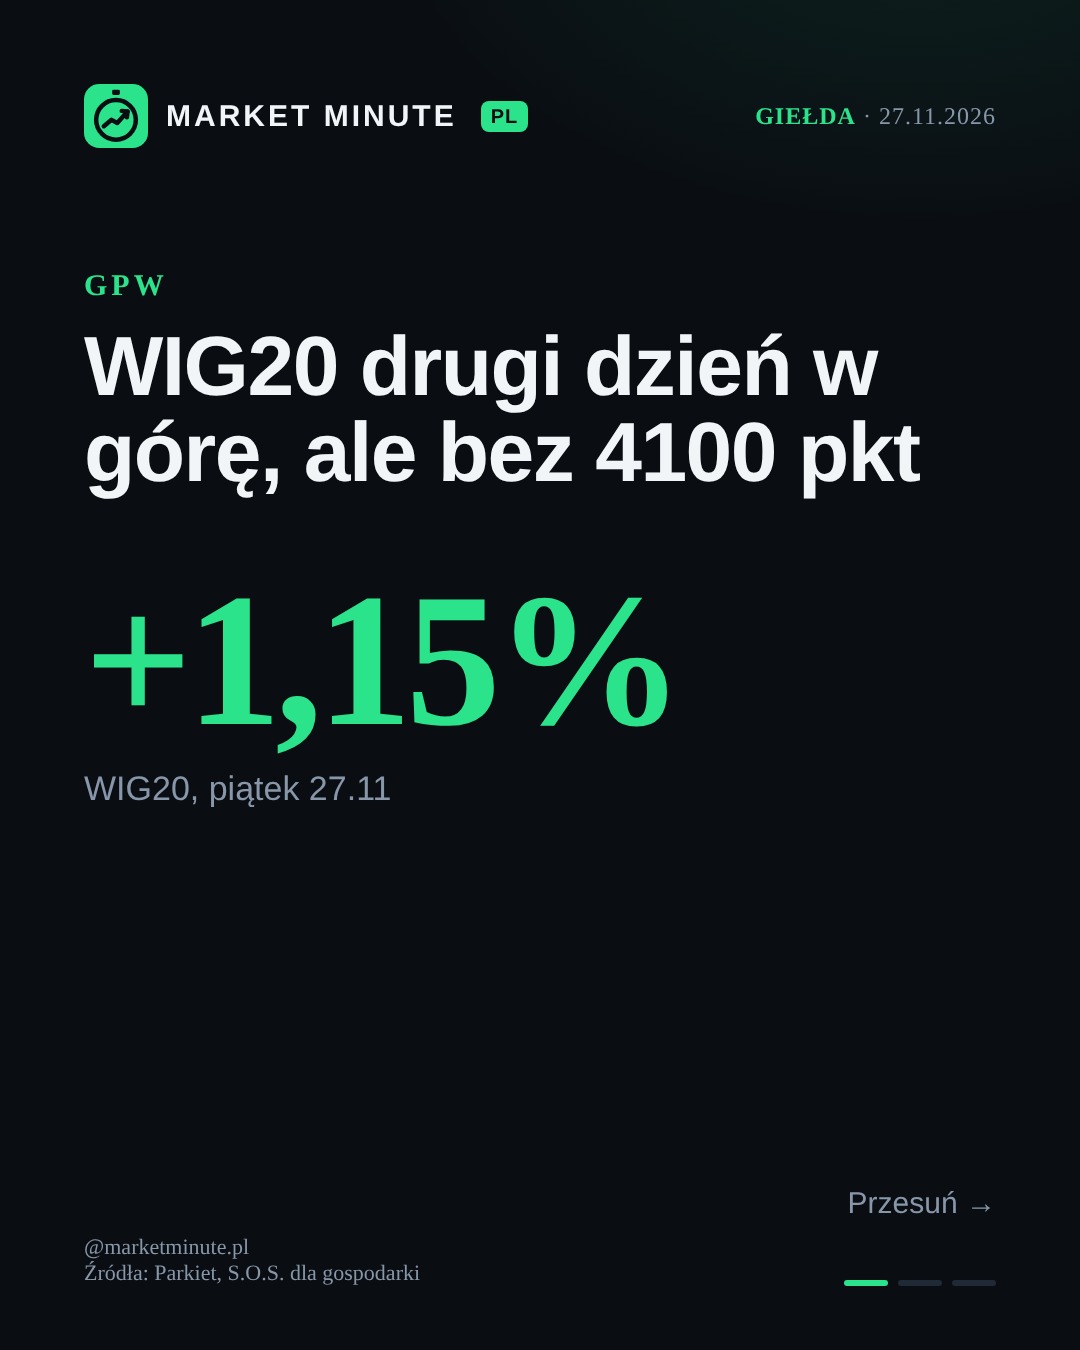 MARKET MINUTE PL
GIEŁDA · 27.11.2026
GPW
WIG20 drugi dzień w
górę, ale bez 4100 pkt
+1,15%
WIG20, piątek 27.11
Przesuń →
@marketminute.pl
Źródła: Parkiet, S.O.S. dla gospodarki